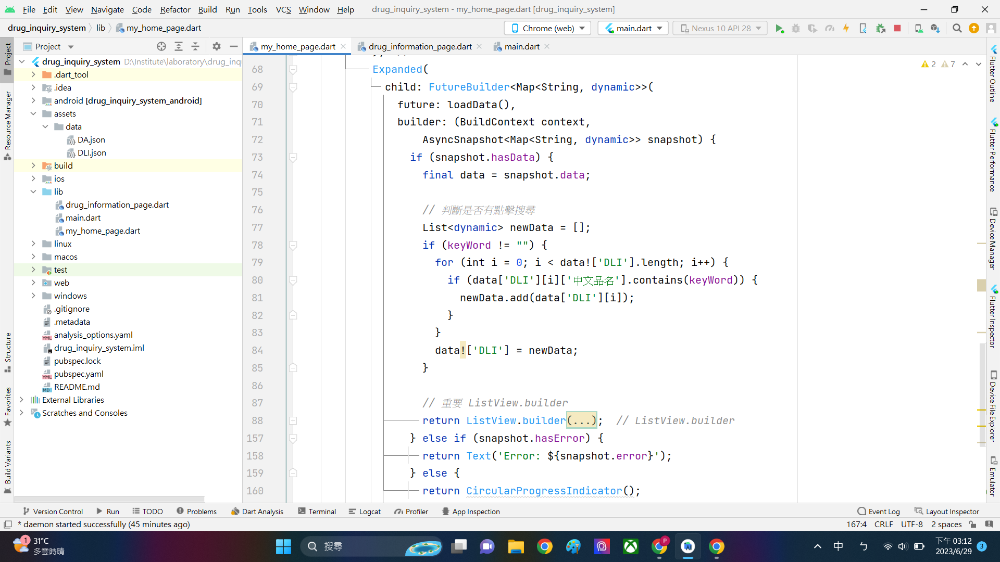 File Edit View Navigate Code Refactor Build Run Tools VCS Window Help drug_inquiry_system - my_home_page.dart [drug_inquiry_system]
drug_inquiry_system lib my_home_page.dart Chrome (web) main.dart Nexus 10 API 28
Project my_home_page.dart drug_information_page.dart main.dart
drug_inquiry_system D:\Institute\laboratory\drug_inqu
.dart_tool
.idea
android [drug_inquiry_system_android]
assets
data
DA.json
DLI.json
build
ios
lib
drug_information_page.dart
main.dart
my_home_page.dart
linux
macos
test
web
windows
.gitignore
.metadata
analysis_options.yaml
drug_inquiry_system.iml
pubspec.lock
pubspec.yaml
README.md
External Libraries
Scratches and Consoles
Project
Resource Manager
Structure
Favorites
Build Variants
2 7
68 Expanded(
69 child: FutureBuilder<Map<String, dynamic>>(
70 future: loadData(),
71 builder: (BuildContext context,
72 AsyncSnapshot<Map<String, dynamic>> snapshot) {
73 if (snapshot.hasData) {
74 final data = snapshot.data;
75
76 // 判斷是否有點擊搜尋
77 List<dynamic> newData = [];
78 if (keyWord != "") {
79 for (int i = 0; i < data!['DLI'].length; i++) {
80 if (data['DLI'][i]['中文品名'].contains(keyWord)) {
81 newData.add(data['DLI'][i]);
82 }
83 }
84 data!['DLI'] = newData;
85 }
86
87 // 重要 ListView.builder
88 return ListView.builder(...); // ListView.builder
157 } else if (snapshot.hasError) {
158 return Text('Error: ${snapshot.error}');
159 } else {
160 return CircularProgressIndicator();
Flutter Outline
Flutter Performance
Device Manager
Flutter Inspector
Device File Explorer
Emulator
Version Control Run TODO Problems Dart Analysis Terminal Logcat Profiler App Inspection Event Log Layout Inspector
* daemon started successfully (45 minutes ago) 167:4 CRLF UTF-8 2 spaces
1 31°C
多雲時晴
搜尋
P
中 ㄅ
下午 03:12
2023/6/29
3